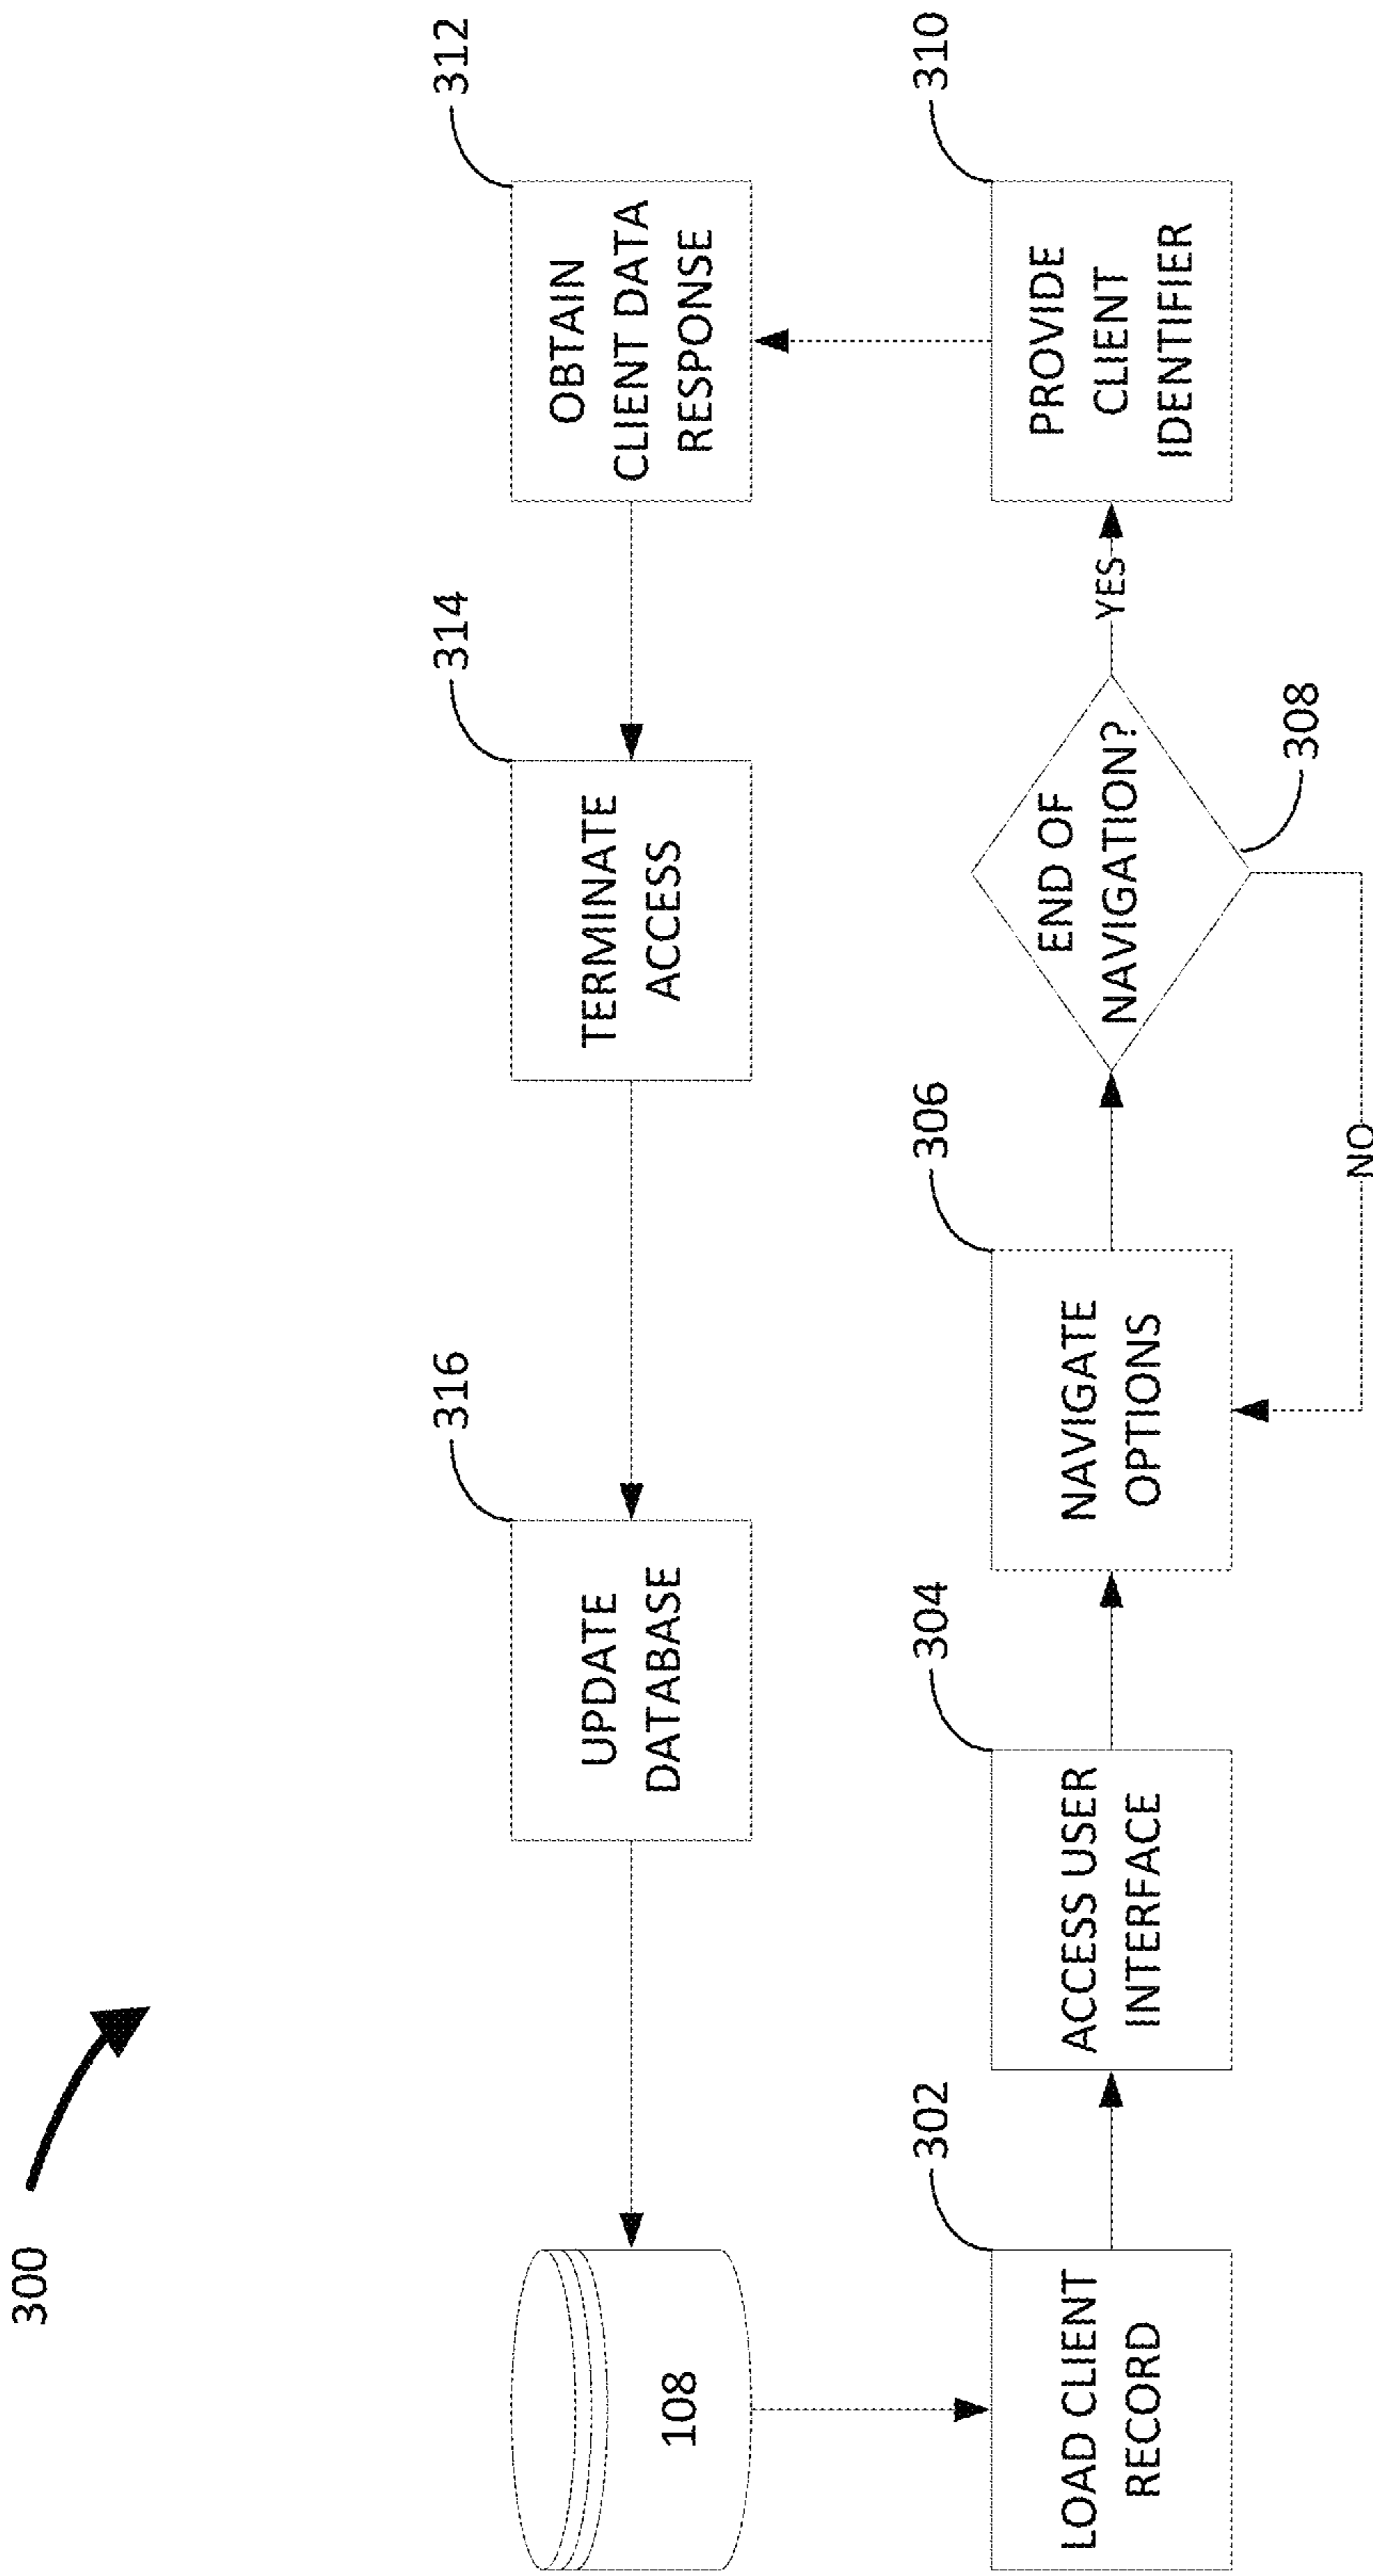 300
108
UPDATE
DATABASE
316
TERMINATE
ACCESS
314
OBTAIN
CLIENT DATA
RESPONSE
312
LOAD CLIENT
RECORD
302
ACCESS USER
INTERFACE
304
NAVIGATE
OPTIONS
306
END OF
NAVIGATION?
308
YES
NO
PROVIDE
CLIENT
IDENTIFIER
310